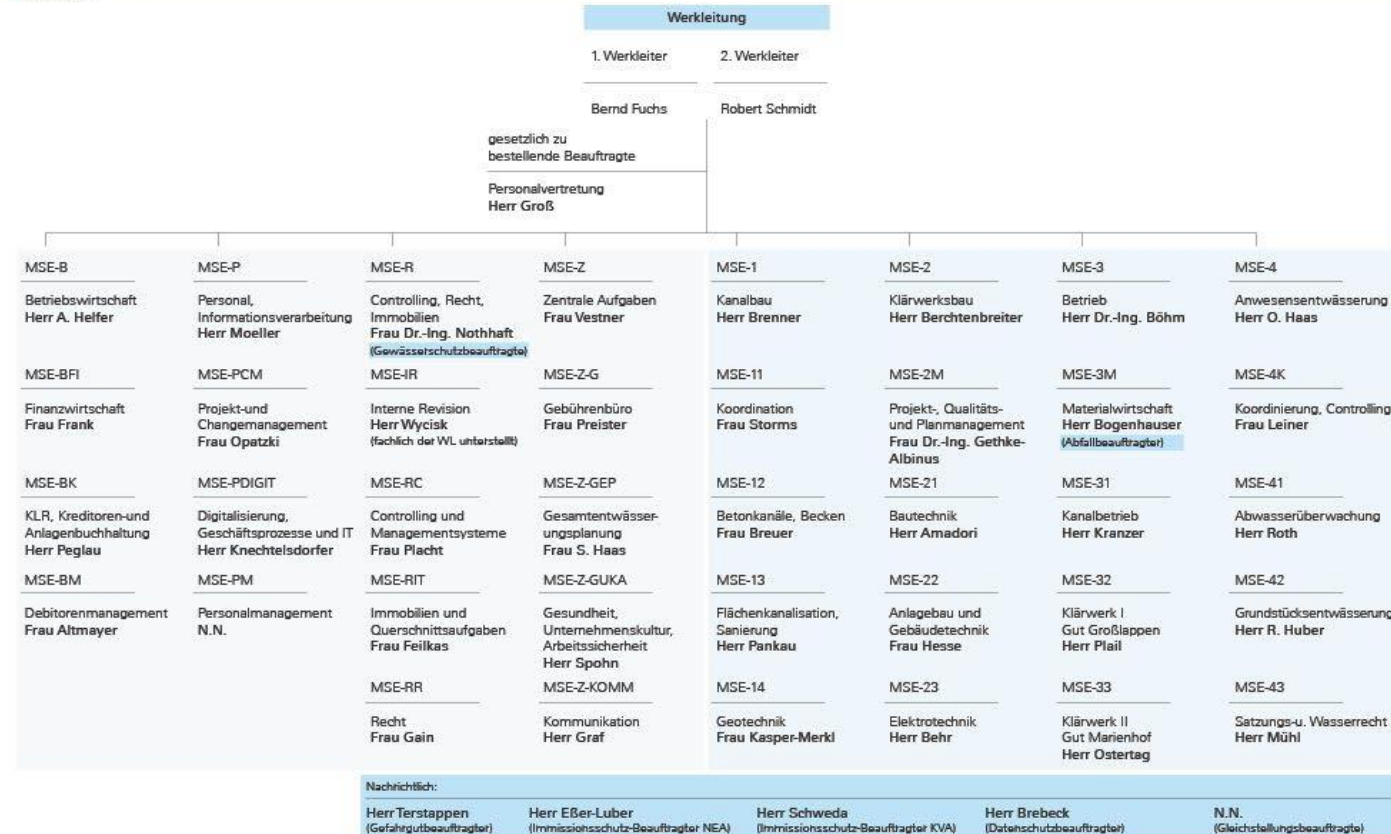 Werkleitung
1. Werkleiter
2. Werkleiter
Bernd Fuchs
Robert Schmidt
gesetzlich zu
bestellende Beauftragte
Personalvertretung
Herr Groß
MSE-B
Betriebswirtschaft
Herr A. Helfer
MSE-BFI
Finanzwirtschaft
Frau Frank
MSE-BK
KLR, Kreditoren-und
Anlagenbuchhaltung
Herr Peglau
MSE-BM
Debitorenmanagement
Frau Altmayer
MSE-P
Personal,
Informationsverarbeitung
Herr Moeller
MSE-PCM
Projekt-und
Changemanagement
Frau Opatzki
MSE-PDIGIT
Digitalisierung,
Geschäftsprozesse und IT
Herr Knechtelsdorfer
MSE-PM
Personalmanagement
N.N.
MSE-R
Controlling, Recht,
Immobilien
Frau Dr.-Ing. Nothhaft
(Gewässerschutzbeauftragte)
MSE-IR
Interne Revision
Herr Wycisk
(fachlich der WL unterstellt)
MSE-RC
Controlling und
Managementsysteme
Frau Placht
MSE-RIT
Immobilien und
Querschnittsaufgaben
Frau Feilkas
MSE-RR
Recht
Frau Gain
MSE-Z
Zentrale Aufgaben
Frau Vestner
MSE-Z-G
Gebührenbüro
Frau Preister
MSE-Z-GEP
Gesamtentwässer-
ungsplanung
Frau S. Haas
MSE-Z-GUKA
Gesundheit,
Unternehmenskultur,
Arbeitssicherheit
Herr Spohn
MSE-Z-KOMM
Kommunikation
Herr Graf
MSE-1
Kanalbau
Herr Brenner
MSE-11
Koordination
Frau Storms
MSE-12
Betonkanäle, Becken
Frau Breuer
MSE-13
Flächenkanalisation,
Sanierung
Herr Pankau
MSE-14
Geotechnik
Frau Kasper-Merkl
MSE-2
Klärwerksbau
Herr Berchtenbreiter
MSE-2M
Projekt-, Qualitäts-
und Planmanagement
Frau Dr.-Ing. Gethke-
Albinus
MSE-21
Bautechnik
Herr Amadori
MSE-22
Anlagebau und
Gebäudetechnik
Frau Hesse
MSE-23
Elektrotechnik
Herr Behr
MSE-3
Betrieb
Herr Dr.-Ing. Böhm
MSE-3M
Materialwirtschaft
Herr Bogenhauser
(Abfallbeauftragter)
MSE-31
Kanalbetrieb
Herr Kranzer
MSE-32
Klärwerk I
Gut Großlappen
Herr Plail
MSE-33
Klärwerk II
Gut Marienhof
Herr Ostertag
MSE-4
Anwesensentwässerung
Herr O. Haas
MSE-4K
Koordinierung, Controlling
Frau Leiner
MSE-41
Abwasserüberwachung
Herr Roth
MSE-42
Grundstücksentwässerung
Herr R. Huber
MSE-43
Satzungs-u. Wasserrecht
Herr Mühl
Nachrichtlich:
Herr Terstappen
(Gefahrgutbeauftragter)
Herr Eßer-Luber
(Immissionsschutz-Beauftragter NEA)
Herr Schweda
(Immissionsschutz-Beauftragter KVA)
Herr Brebeck
(Datenschutzbeauftragter)
N.N.
(Gleichstellungsbeauftragte)